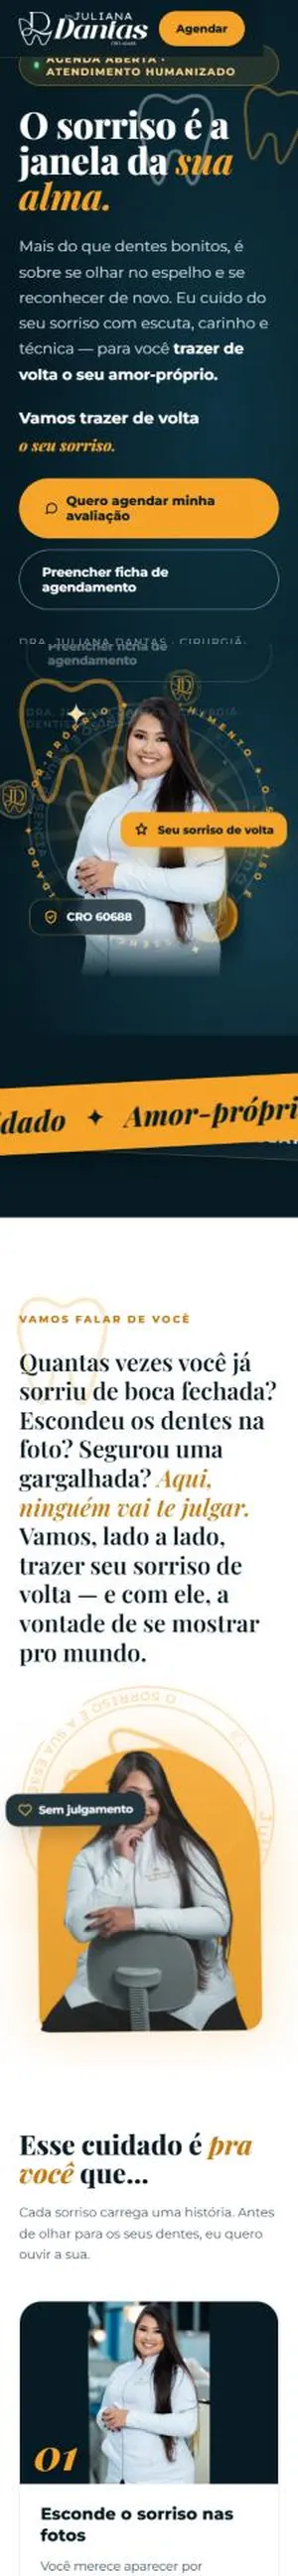 JULIANA
Dantas
Agendar
AGENDA ABERTA ·
ATENDIMENTO HUMANIZADO
O sorriso é a
janela da sua
alma.
Mais do que dentes bonitos, é
sobre se olhar no espelho e se
reconhecer de novo. Eu cuido do
seu sorriso com escuta, carinho e
técnica — para você trazer de
volta o seu amor-próprio.
Vamos trazer de volta
o seu sorriso.
Quero agendar minha
avaliação
Preencher ficha de
agendamento
DRA. JULIANA DANTAS · CIRURGIÃ-
Preencher ficha de
agendamento
Seu sorriso de volta
CRO 60688
dado ✦ Amor-própri
VAMOS FALAR DE VOCÊ
Quantas vezes você já
sorriu de boca fechada?
Escondeu os dentes na
foto? Segurou uma
gargalhada? Aqui,
ninguém vai te julgar.
Vamos, lado a lado,
trazer seu sorriso de
volta — e com ele, a
vontade de se mostrar
pro mundo.
O SORRISO É A SUA ESS
Sem julgamento
Esse cuidado é pra
você que...
Cada sorriso carrega uma história. Antes
de olhar para os seus dentes, eu quero
ouvir a sua.
01
Esconde o sorriso nas
fotos
Você merece aparecer por